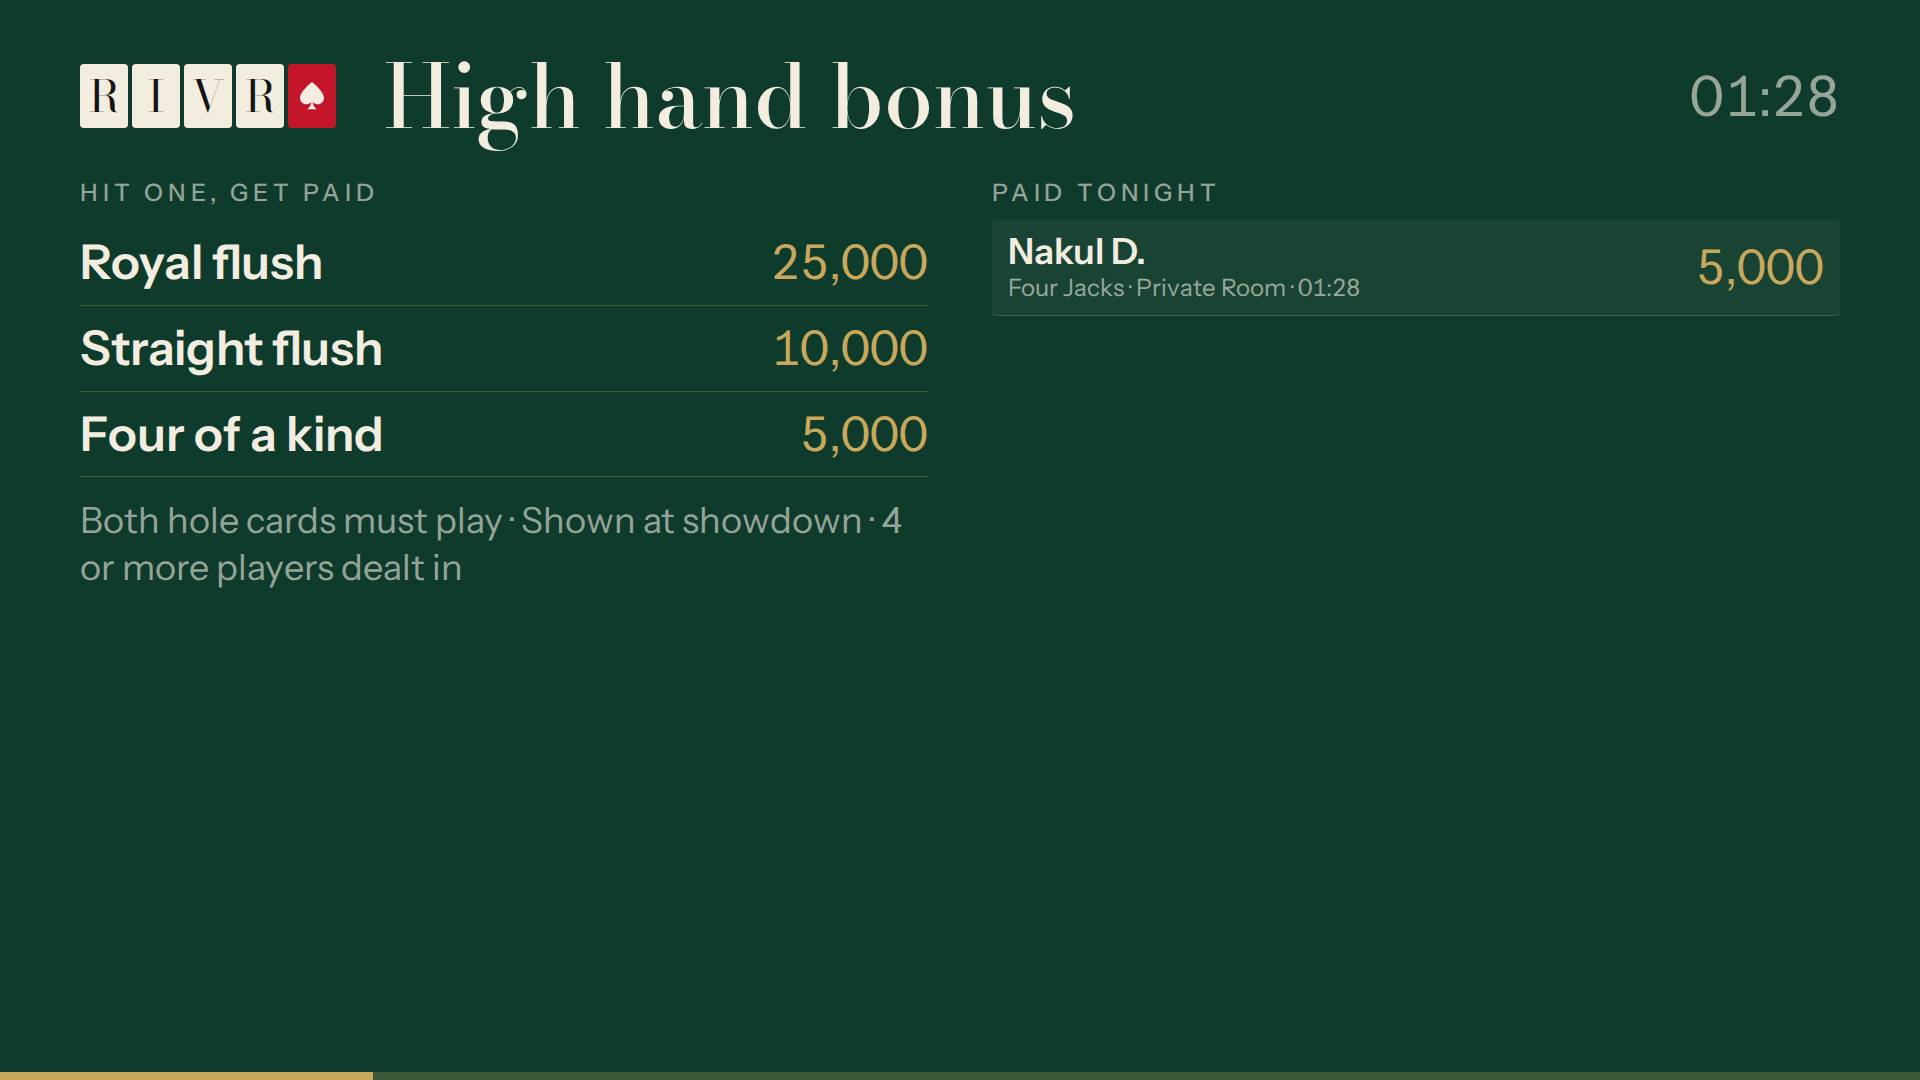 RIVR
High hand bonus
01:28
HIT ONE, GET PAID
Royal flush 25,000
Straight flush 10,000
Four of a kind 5,000
Both hole cards must play · Shown at showdown · 4
or more players dealt in
PAID TONIGHT
Nakul D.
Four Jacks · Private Room · 01:28
5,000